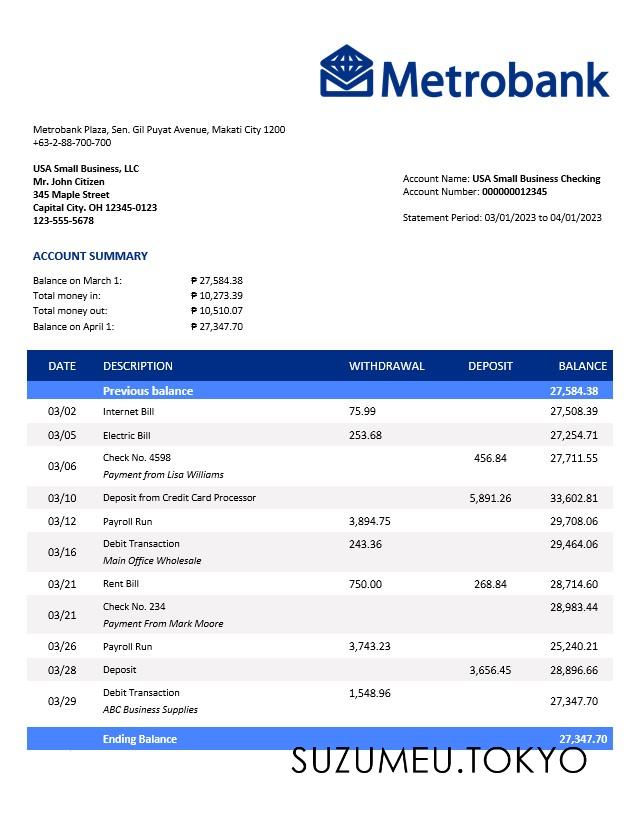 Metrobank
Metrobank Plaza, Sen. Gil Puyat Avenue, Makati City 1200
+63-2-88-700-700
USA Small Business, LLC
Mr. John Citizen
345 Maple Street
Capital City. OH 12345-0123
123-555-5678
Account Name: USA Small Business Checking
Account Number: 000000012345
Statement Period: 03/01/2023 to 04/01/2023
ACCOUNT SUMMARY
Balance on March 1: ₱ 27,584.38
Total money in: ₱ 10,273.39
Total money out: ₱ 10,510.07
Balance on April 1: ₱ 27,347.70
DATE DESCRIPTION WITHDRAWAL DEPOSIT BALANCE
Previous balance 27,584.38
03/02 Internet Bill 75.99 27,508.39
03/05 Electric Bill 253.68 27,254.71
03/06 Check No. 4598 456.84 27,711.55
Payment from Lisa Williams
03/10 Deposit from Credit Card Processor 5,891.26 33,602.81
03/12 Payroll Run 3,894.75 29,708.06
03/16 Debit Transaction 243.36 29,464.06
Main Office Wholesale
03/21 Rent Bill 750.00 268.84 28,714.60
03/21 Check No. 234 28,983.44
Payment From Mark Moore
03/26 Payroll Run 3,743.23 25,240.21
03/28 Deposit 3,656.45 28,896.66
03/29 Debit Transaction 1,548.96 27,347.70
ABC Business Supplies
Ending Balance 27,347.70
SUZUMEU.TOKYO